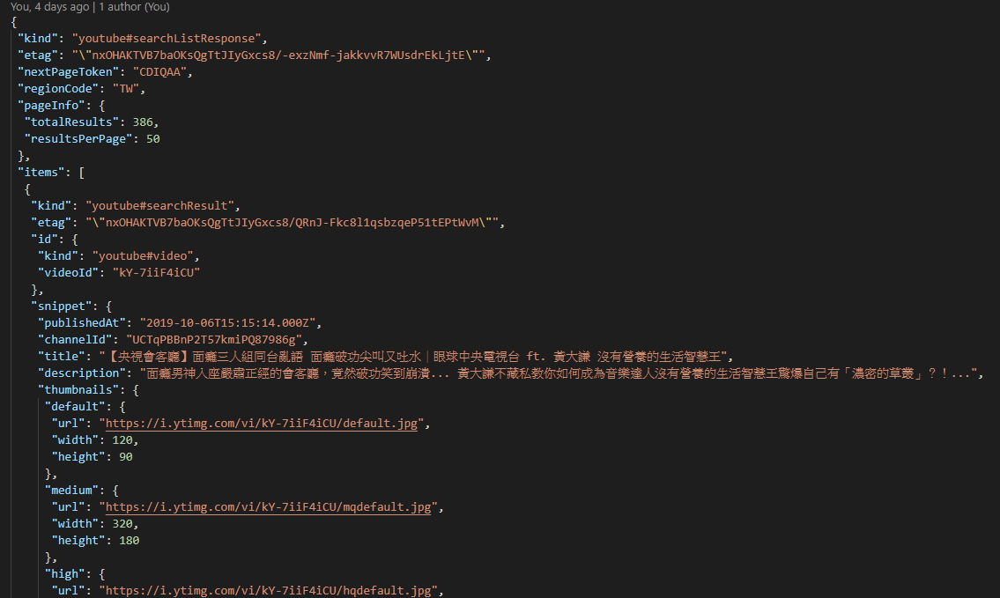 You, 4 days ago | 1 author (You)
{
"kind": "youtube#searchListResponse",
"etag": "\"nxOHAKTVB7baOKsQgTtJIyGxcs8/-exzNmf-jakkvvR7WUsdrEkLjtE\"",
"nextPageToken": "CDIQAA",
"regionCode": "TW",
"pageInfo": {
"totalResults": 386,
"resultsPerPage": 50
},
"items": [
{
"kind": "youtube#searchResult",
"etag": "\"nxOHAKTVB7baOKsQgTtJIyGxcs8/QRnJ-Fkc8l1qsbzqeP51tEPtWvM\"",
"id": {
"kind": "youtube#video",
"videoId": "kY-7iiF4iCU"
},
"snippet": {
"publishedAt": "2019-10-06T15:15:14.000Z",
"channelId": "UCTqPBBnP2T57kmiPQ87986g",
"title": "【央視會客廳】面癱三人組同台亂語 面癱破功尖叫又吐水｜眼球中央電視台 ft. 黃大謙 沒有營養的生活智慧王",
"description": "面癱男神入座嚴肅正經的會客廳，竟然破功笑到崩潰... 黃大謙不藏私教你如何成為音樂達人沒有營養的生活智慧王驚爆自己有「濃密的草叢」？！...",
"thumbnails": {
"default": {
"url": "https://i.ytimg.com/vi/kY-7iiF4iCU/default.jpg",
"width": 120,
"height": 90
},
"medium": {
"url": "https://i.ytimg.com/vi/kY-7iiF4iCU/mqdefault.jpg",
"width": 320,
"height": 180
},
"high": {
"url": "https://i.ytimg.com/vi/kY-7iiF4iCU/hqdefault.jpg",